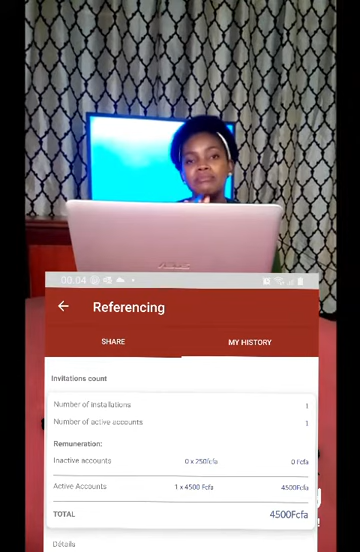 ASUS
00.04
Referencing
SHARE MY HISTORY
Invitations count
Number of installations 1
Number of active accounts 1
Remuneration:
Inactive accounts 0 x 250fcfa 0 Fcfa
Active Accounts 1 x 4500 Fcfa 4500Fcfa
TOTAL 4500Fcfa
Détails